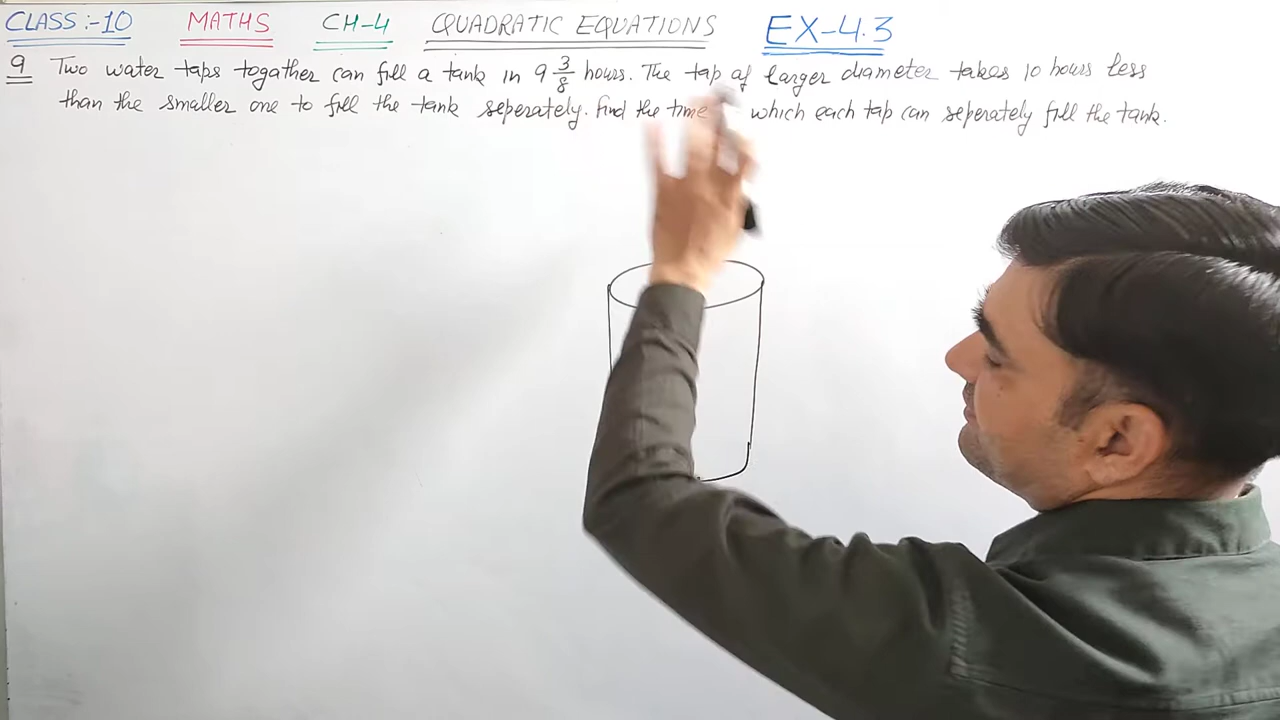 CLASS:-10 MATHS CH-4 QUADRATIC EQUATIONS EX-4.3
9 Two water taps togather can fill a tank in 9 3/8 hours. The tap of larger diameter takes 10 hours less
than the smaller one to fill the tank seperately. Find the time which each tap can seperately fill the tank.